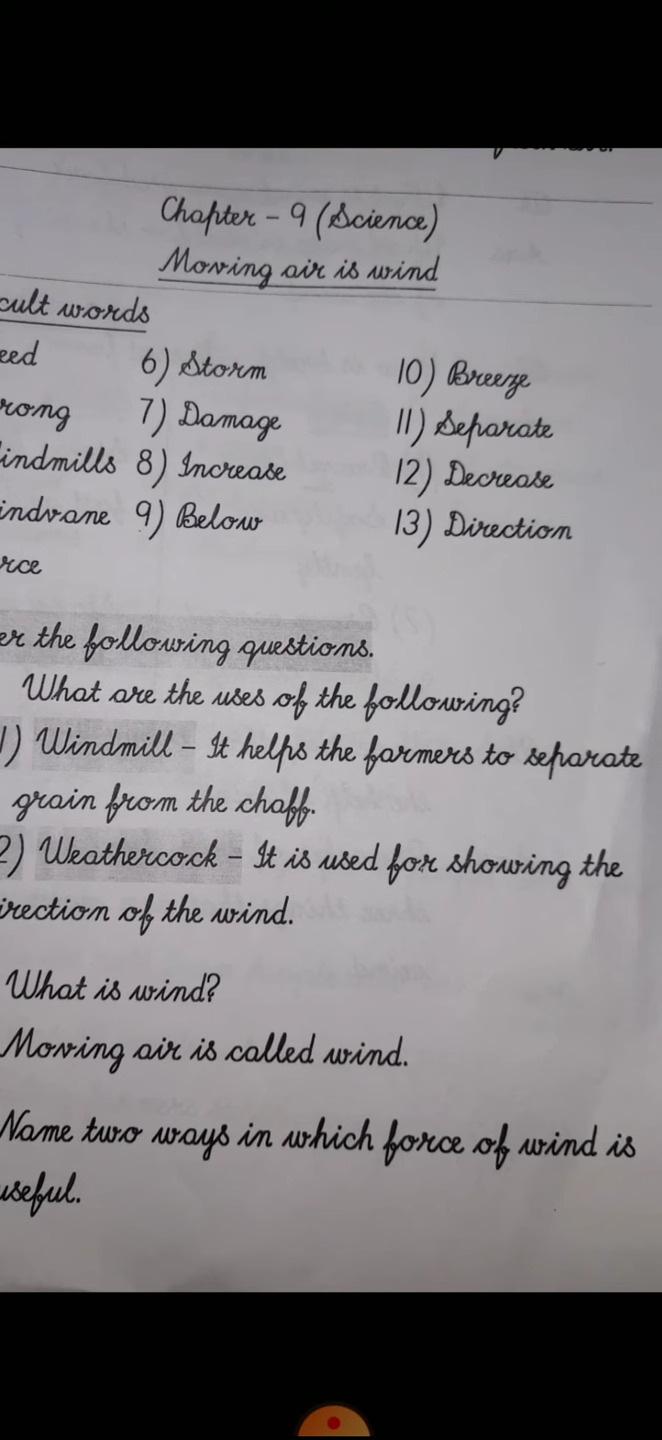 Chapter - 9 (Science)
Moving air is wind
cult words
eed 6) Storm 10) Breeze
rong 7) Damage 11) Separate
indmills 8) Increase 12) Decrease
indvane 9) Below 13) Direction
rce
er the following questions.
What are the uses of the following?
1) Windmill - It helps the farmers to separate
grain from the chaff.
2) Weathercock - It is used for showing the
irection of the wind.
What is wind?
Moving air is called wind.
Name two ways in which force of wind is
useful.